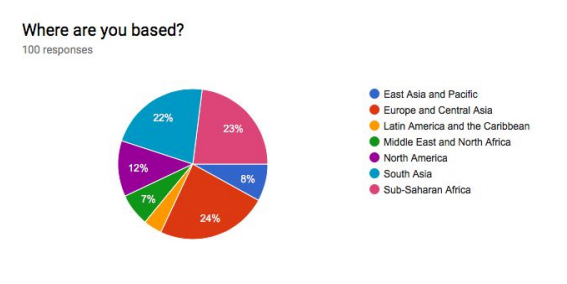 Where are you based?
100 responses
22%
23%
12%
8%
7%
24%
East Asia and Pacific
Europe and Central Asia
Latin America and the Caribbean
Middle East and North Africa
North America
South Asia
Sub-Saharan Africa